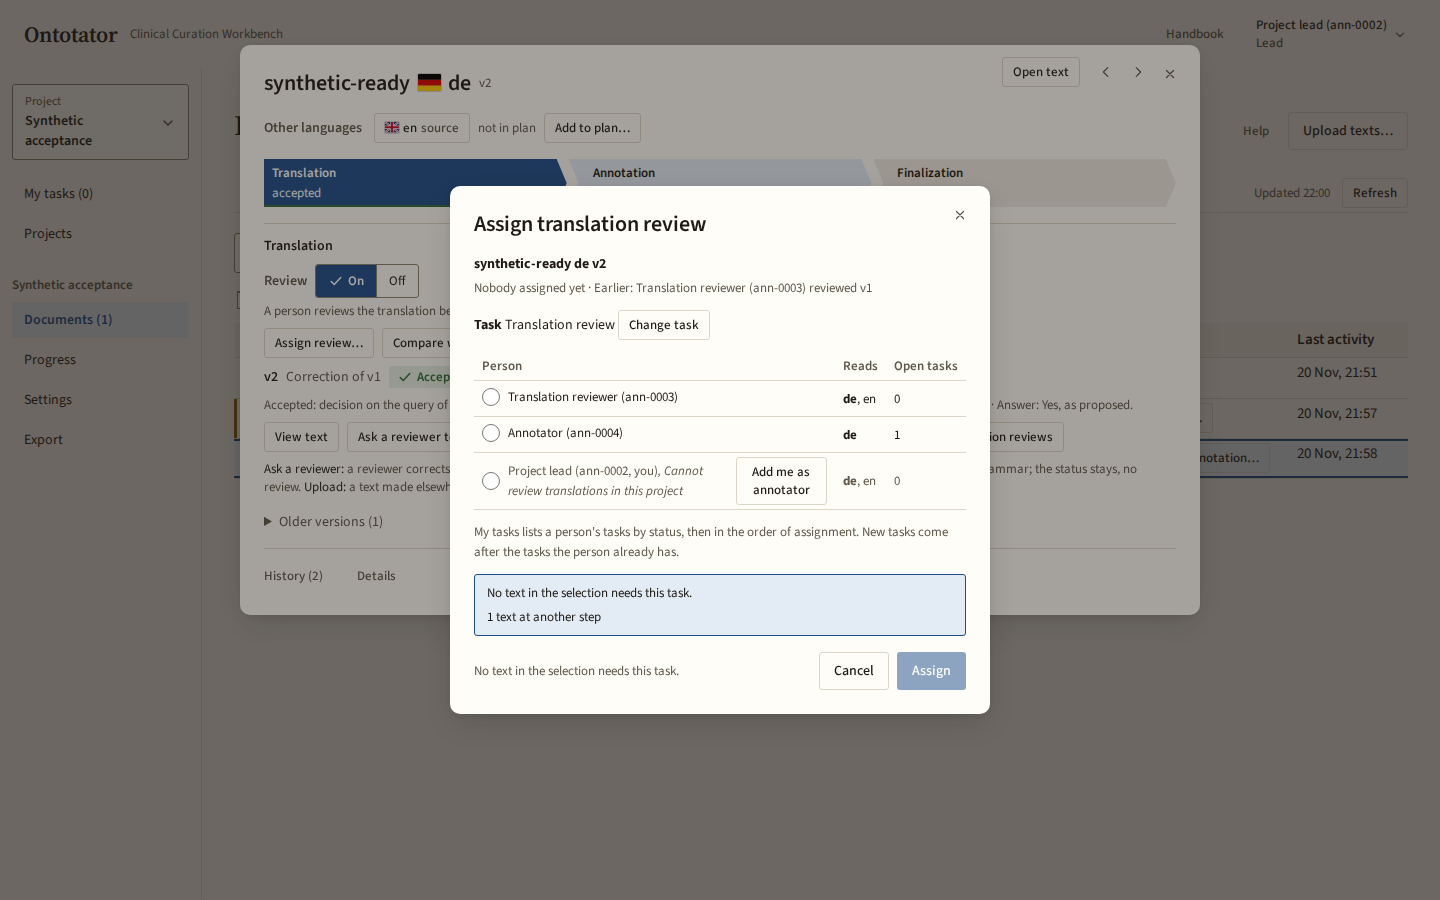 Ontotator Clinical Curation Workbench
Handbook
Project lead (ann-0002)
Lead
Project
Synthetic
acceptance
My tasks (0)
Projects
Synthetic acceptance
Documents (1)
Progress
Settings
Export
Help
Upload texts…
Updated 22:00
Refresh
Last activity
20 Nov, 21:51
20 Nov, 21:57
20 Nov, 21:58
synthetic-ready de v2
Open text
Other languages
en source
not in plan
Add to plan…
Translation
accepted
Annotation
Finalization
Translation
Review
On
Off
A person reviews the translation
Assign review…
Compare
v2 Correction of v1
Accepted: decision on the query of
· Answer: Yes, as proposed.
View text
Ask a reviewer
reviews
Ask a reviewer: a reviewer corrects
the status stays, no
review. Upload: a text made
Older versions (1)
History (2)
Details
Assign translation review
synthetic-ready de v2
Nobody assigned yet · Earlier: Translation reviewer (ann-0003) reviewed v1
Task Translation review
Change task
Person Reads Open tasks
Translation reviewer (ann-0003) de, en 0
Annotator (ann-0004) de 1
Project lead (ann-0002, you), Cannot
review translations in this project
Add me as
annotator
de, en 0
My tasks lists a person's tasks by status, then in the order of assignment. New tasks come
after the tasks the person already has.
No text in the selection needs this task.
1 text at another step
No text in the selection needs this task.
Cancel
Assign